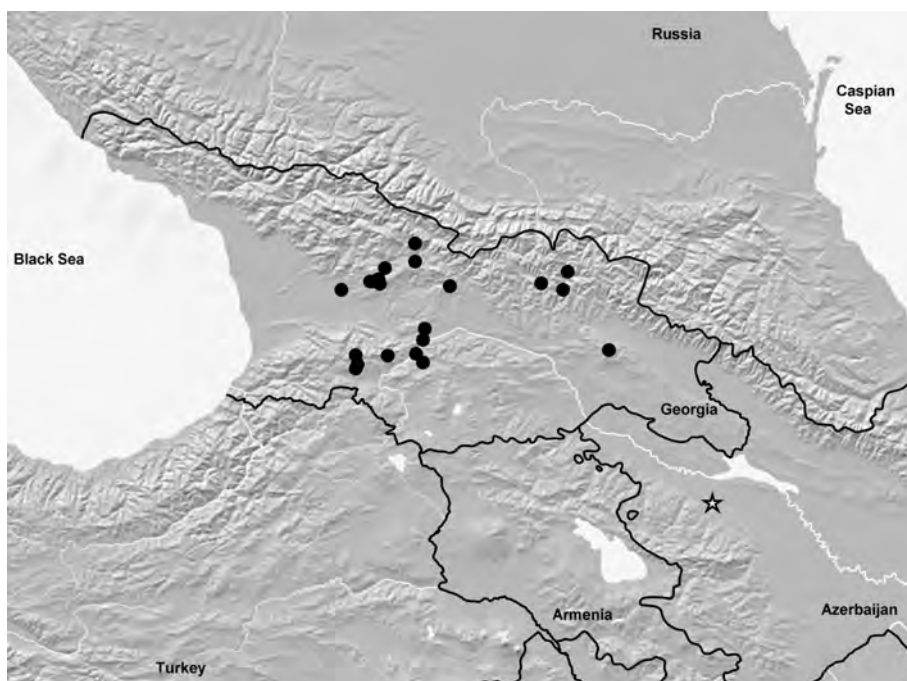 Russia
Caspian
Sea
Black Sea
Georgia
Armenia
Azerbaijan
Turkey